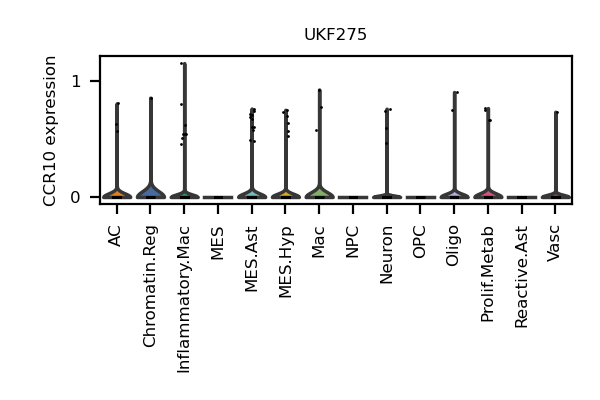 UKF275
CCR10 expression
1
0
AC
Chromatin.Reg
Inflammatory.Mac
MES
MES.Ast
MES.Hyp
Mac
NPC
Neuron
OPC
Oligo
Prolif.Metab
Reactive.Ast
Vasc